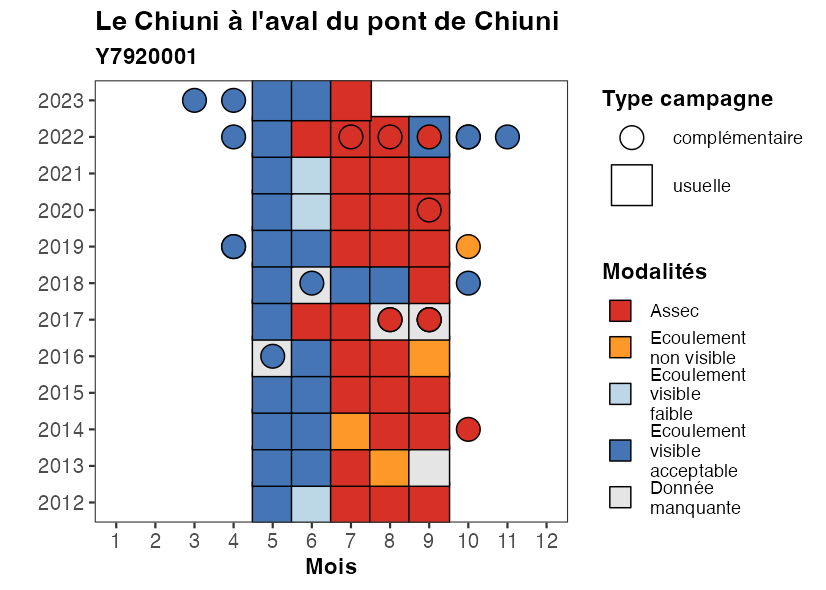 Le Chiuni à l'aval du pont de Chiuni
Y7920001
2023
2022
2021
2020
2019
2018
2017
2016
2015
2014
2013
2012
1 2 3 4 5 6 7 8 9 10 11 12
Mois
Type campagne
complémentaire
usuelle
Modalités
Assec
Ecoulement
non visible
Ecoulement
visible
faible
Ecoulement
visible
acceptable
Donnée
manquante